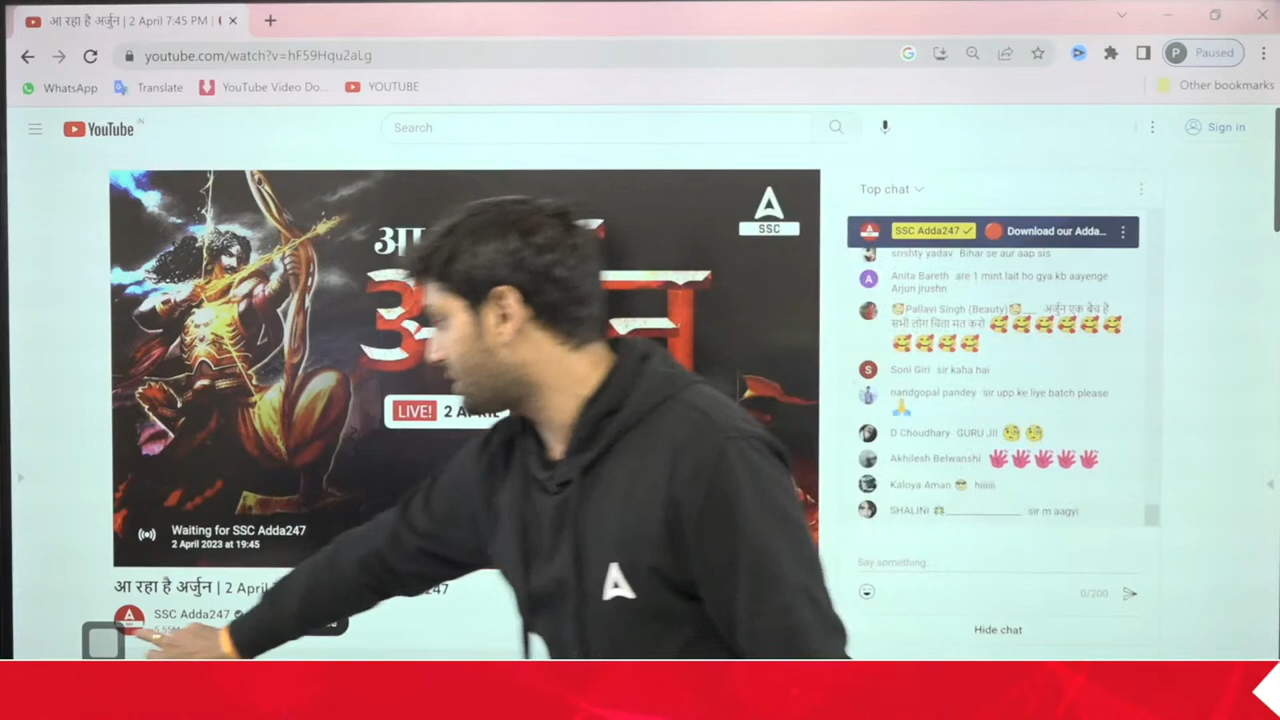 आ रहा है अर्जुन | 2 April 7:45 PM |
youtube.com/watch?v=hF59Hqu2aLg
P Paused
WhatsApp
Translate
YouTube Video Do...
YOUTUBE
Other bookmarks
YouTube IN
Search
Sign in
SSC
LIVE! 2 APRIL
Waiting for SSC Adda247
2 April 2023 at 19:45
आ रहा है अर्जुन | 2 April
SSC Adda247
Top chat
SSC Adda247 Download our Adda...
srishty yadav Bihar se aur aap sis
A Anita Bareth are 1 mint lait ho gya kb aayenge
Arjun jrushn
Pallavi Singh (Beauty) ___ अर्जुन एक बैच है
सभी लोग चिंता मत करो
S Soni Giri sir kaha hai
nandgopal pandey sir upp ke liye batch please
D Choudhary GURU JII
Akhilesh Belwanshi
Kaloya Aman hiiiiii
SHALINI ______________ sir m aagyi
Say something...
0/200
Hide chat